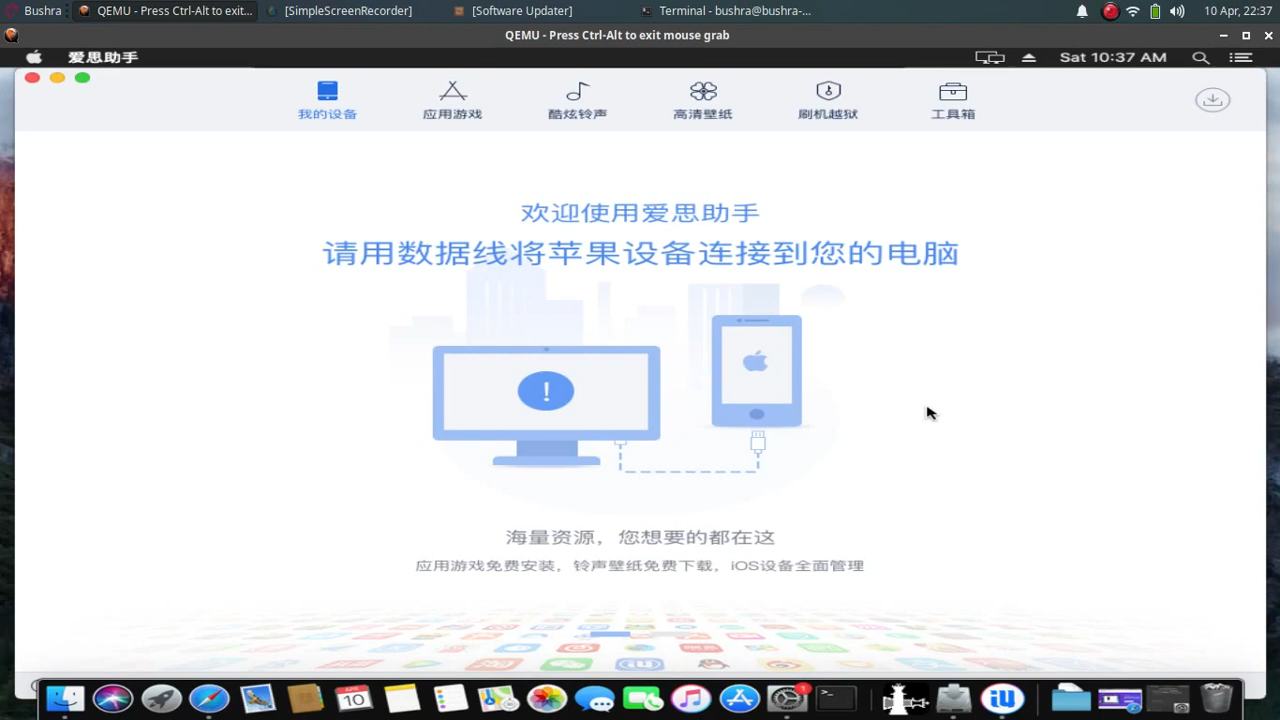 Bushra
QEMU - Press Ctrl-Alt to exit...
[SimpleScreenRecorder]
[Software Updater]
Terminal - bushra@bushra-...
10 Apr, 22:37
QEMU - Press Ctrl-Alt to exit mouse grab
爱思助手
Sat 10:37 AM
我的设备
应用游戏
酷炫铃声
高清壁纸
刷机越狱
工具箱
欢迎使用爱思助手
请用数据线将苹果设备连接到您的电脑
!
海量资源，您想要的都在这
应用游戏免费安装，铃声壁纸免费下载，iOS设备全面管理
APR
10
1
iU